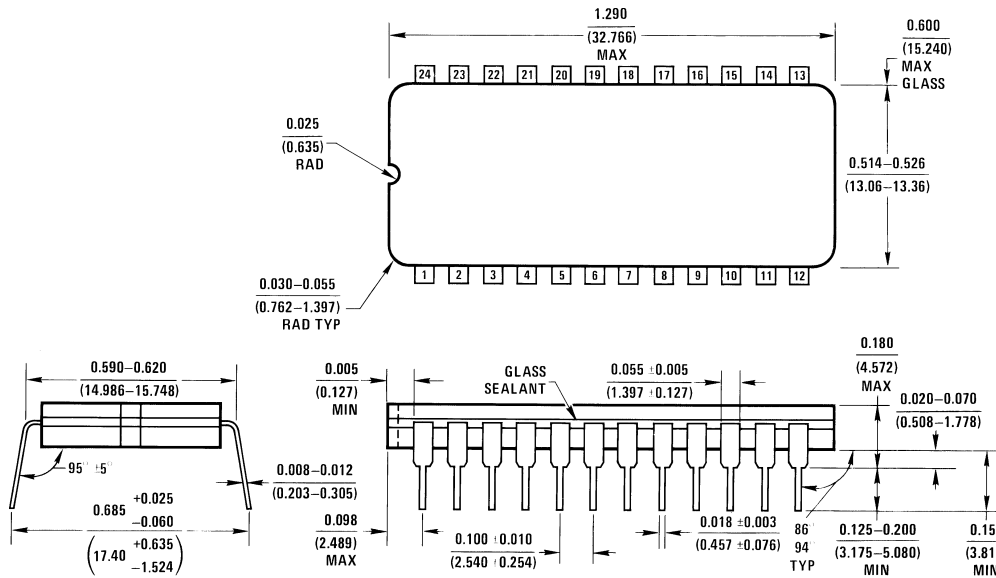 1.290
(32.766)
MAX
0.600
(15.240)
MAX
GLASS
24 23 22 21 20 19 18 17 16 15 14 13
0.025
(0.635)
RAD
0.514–0.526
(13.06–13.36)
1 2 3 4 5 6 7 8 9 10 11 12
0.030–0.055
(0.762–1.397)
RAD TYP
0.590–0.620
(14.986–15.748)
0.005
(0.127)
MIN
GLASS
SEALANT
0.055 ±0.005
(1.397 ±0.127)
0.180
(4.572)
MAX
0.020–0.070
(0.508–1.778)
95° ±5°
0.008–0.012
(0.203–0.305)
0.685 +0.025
−0.060
(17.40 +0.635
−1.524)
0.098
(2.489)
MAX
0.100 ±0.010
(2.540 ±0.254)
0.018 ±0.003
(0.457 ±0.076)
86°
94°
TYP
0.125–0.200
(3.175–5.080)
MIN
0.15
(3.81
MIN